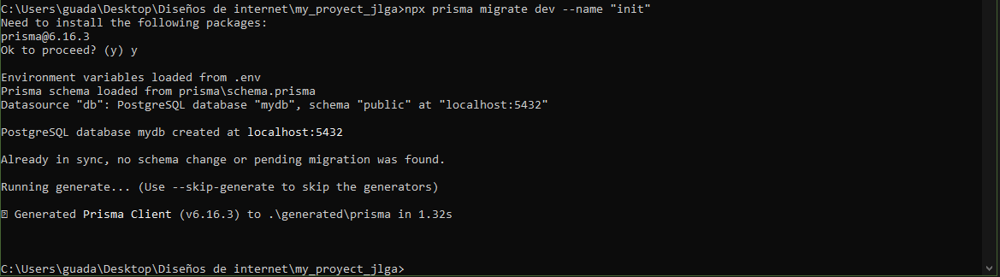 C:\Users\guada\Desktop\Diseños de internet\my_proyect_jlga>npx prisma migrate dev --name "init"
Need to install the following packages:
prisma@6.16.3
Ok to proceed? (y) y
Environment variables loaded from .env
Prisma schema loaded from prisma\schema.prisma
Datasource "db": PostgreSQL database "mydb", schema "public" at "localhost:5432"
PostgreSQL database mydb created at localhost:5432
Already in sync, no schema change or pending migration was found.
Running generate... (Use --skip-generate to skip the generators)
Generated Prisma Client (v6.16.3) to .\generated\prisma in 1.32s
C:\Users\guada\Desktop\Diseños de internet\my_proyect_jlga>